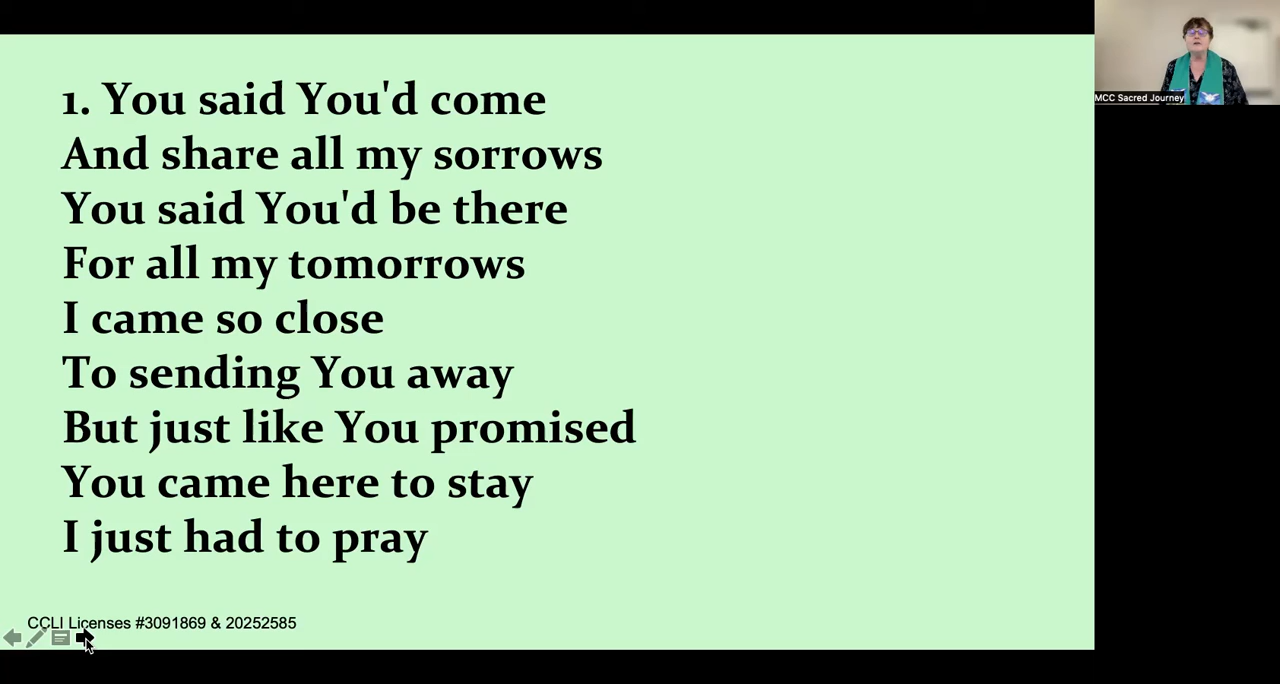 1. You said You'd come
And share all my sorrows
You said You'd be there
For all my tomorrows
I came so close
To sending You away
But just like You promised
You came here to stay
I just had to pray
CCLI Licenses #3091869 & 20252585
MCC Sacred Journey